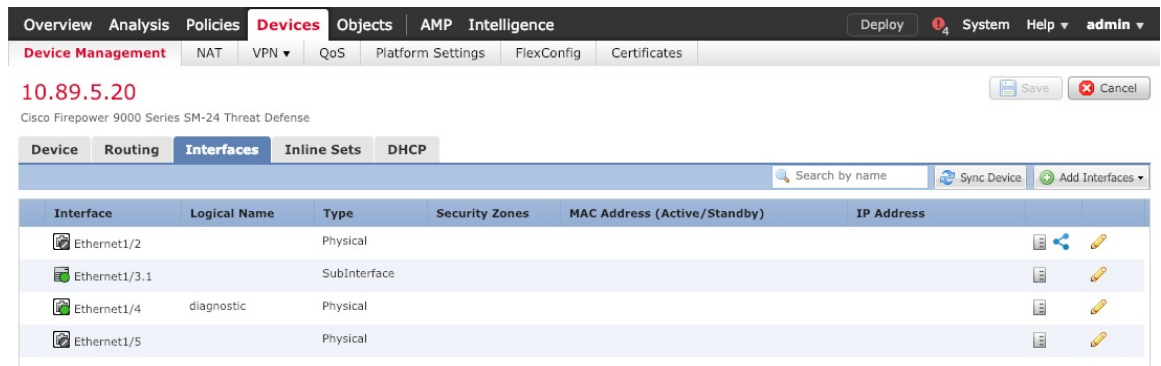 Overview Analysis Policies Devices Objects AMP Intelligence Deploy 4 System Help admin
Device Management NAT VPN QoS Platform Settings FlexConfig Certificates
10.89.5.20 Save Cancel
Cisco Firepower 9000 Series SM-24 Threat Defense
Device Routing Interfaces Inline Sets DHCP
Search by name Sync Device Add Interfaces
Interface Logical Name Type Security Zones MAC Address (Active/Standby) IP Address
Ethernet1/2 Physical
Ethernet1/3.1 SubInterface
Ethernet1/4 diagnostic Physical
Ethernet1/5 Physical